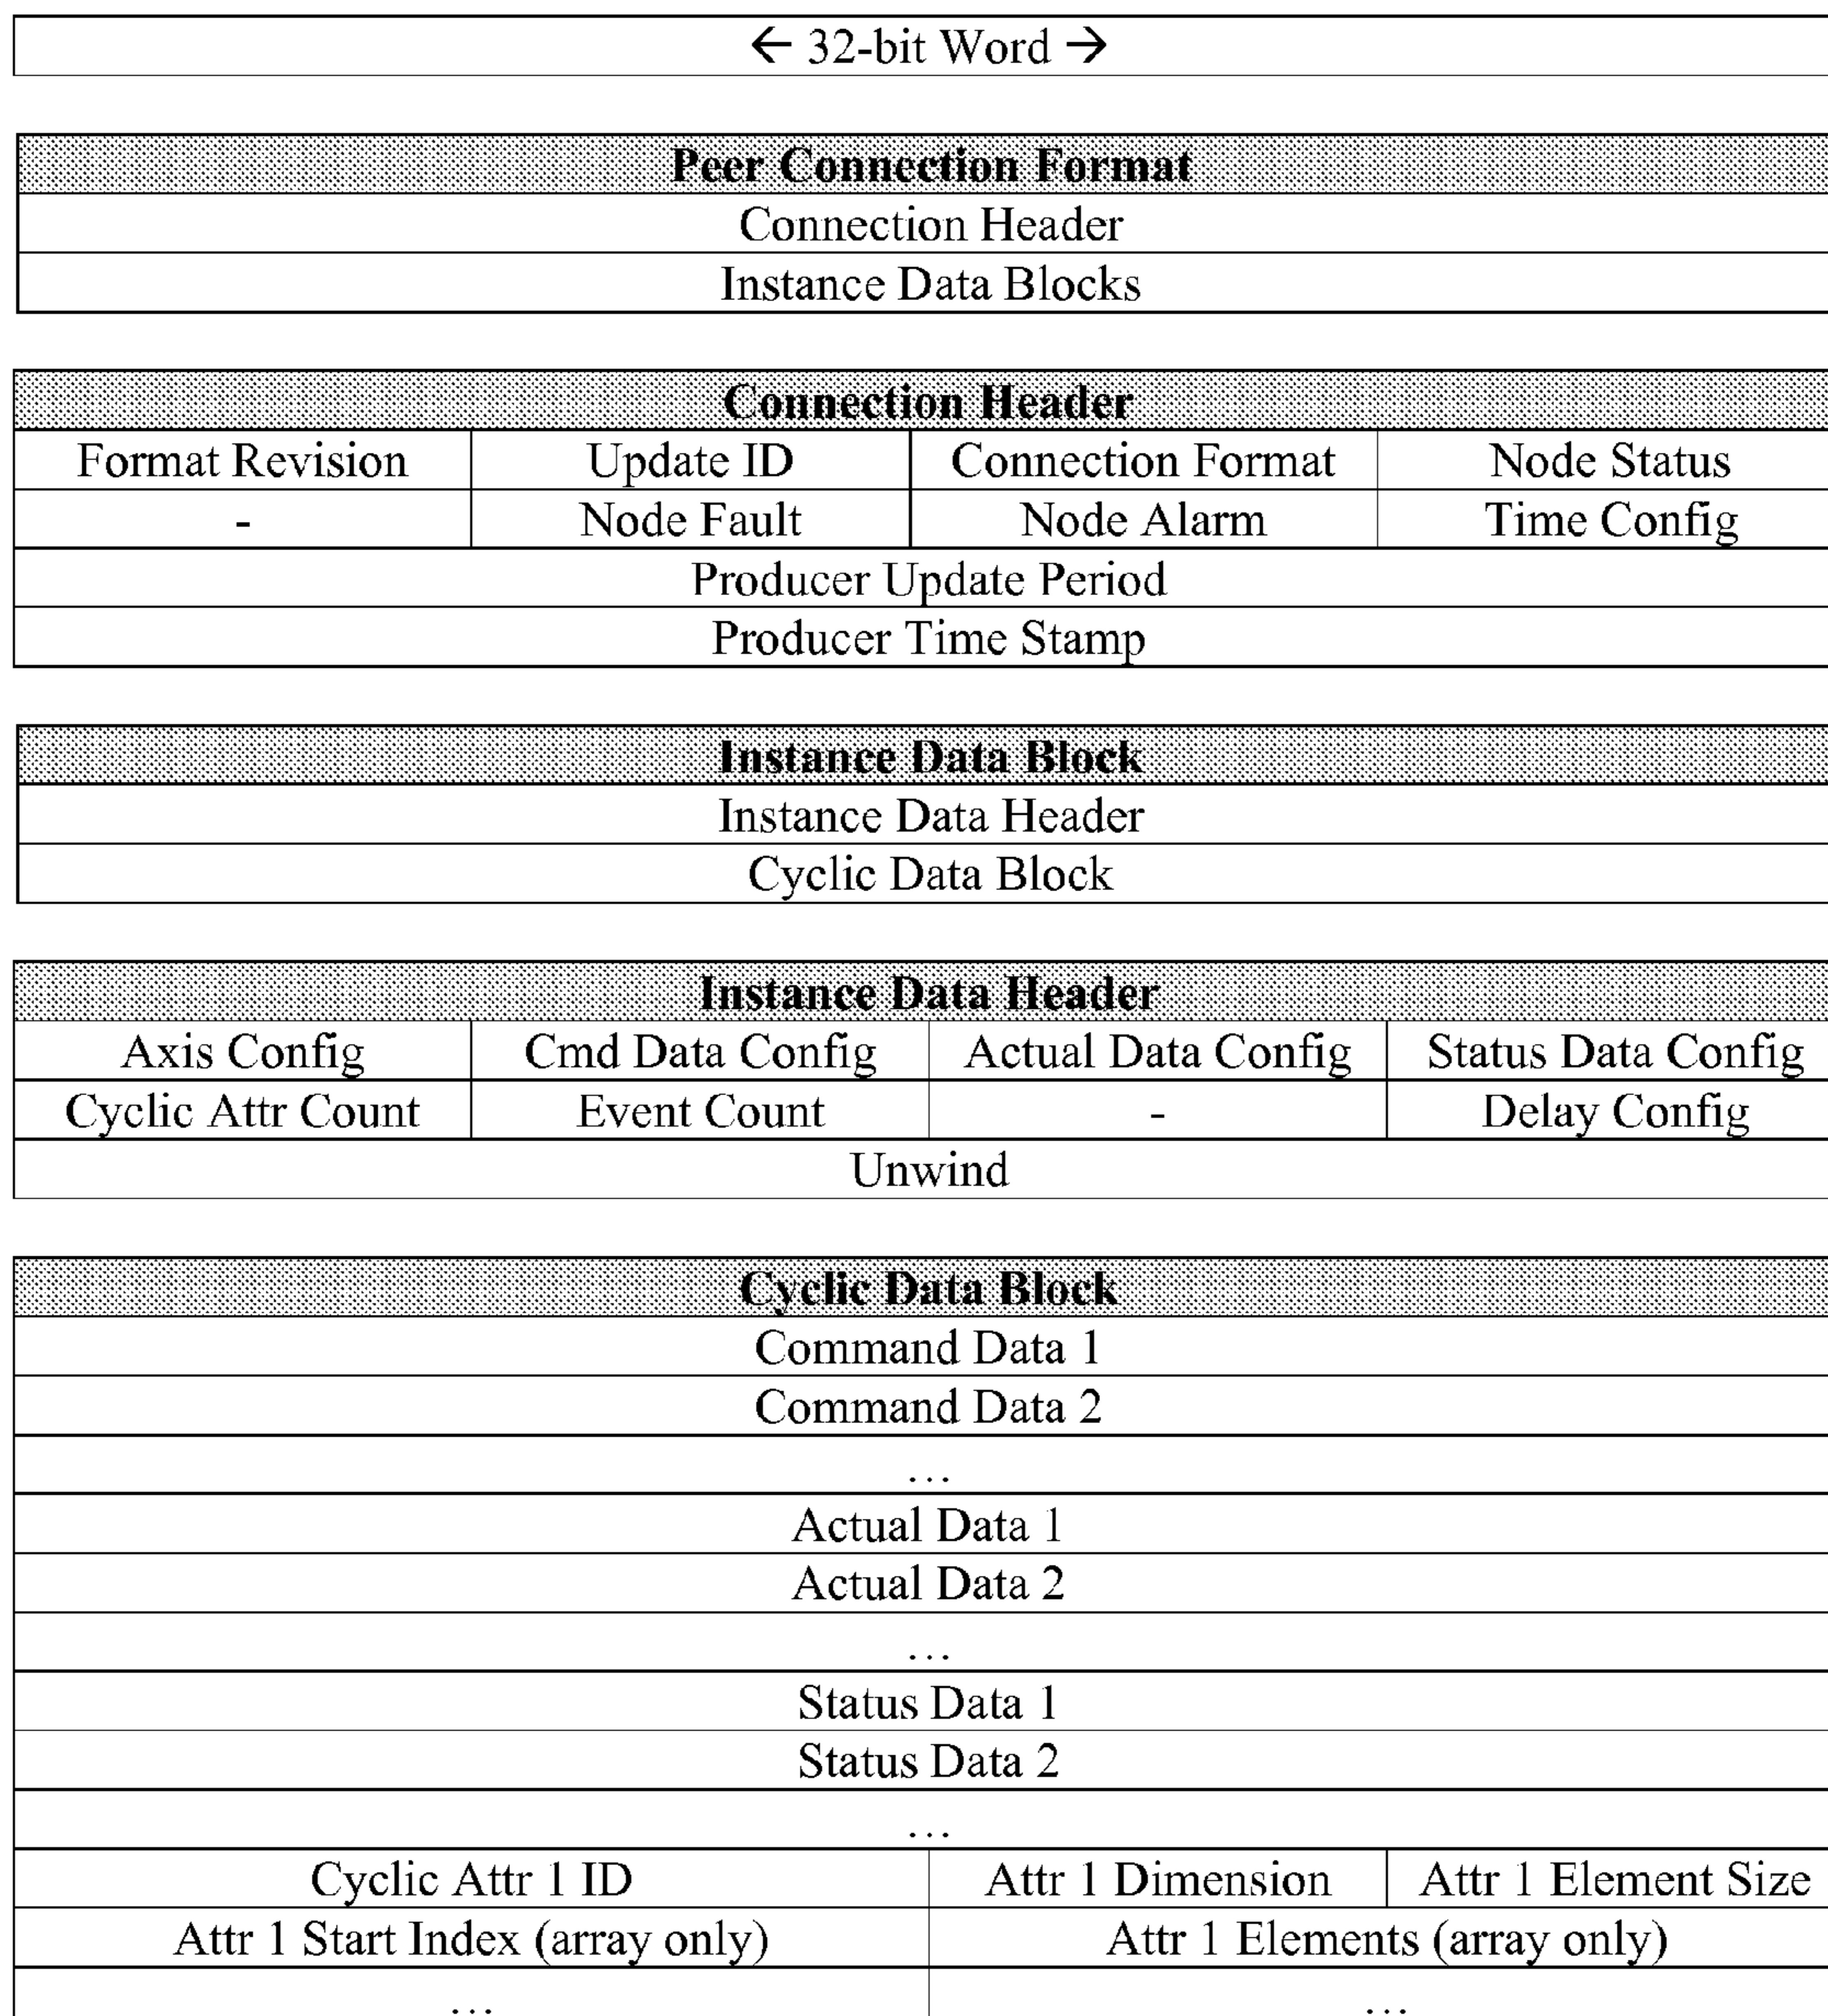 ← 32-bit Word →
Peer Connection Format
Connection Header
Instance Data Blocks
Connection Header
Format Revision Update ID Connection Format Node Status
- Node Fault Node Alarm Time Config
Producer Update Period
Producer Time Stamp
Instance Data Block
Instance Data Header
Cyclic Data Block
Instance Data Header
Axis Config Cmd Data Config Actual Data Config Status Data Config
Cyclic Attr Count Event Count - Delay Config
Unwind
Cyclic Data Block
Command Data 1
Command Data 2
…
Actual Data 1
Actual Data 2
…
Status Data 1
Status Data 2
…
Cyclic Attr 1 ID Attr 1 Dimension Attr 1 Element Size
Attr 1 Start Index (array only) Attr 1 Elements (array only)
… …